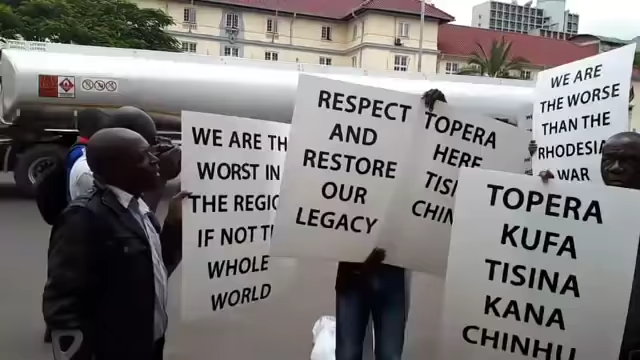 WE ARE TH
WORST IN
THE REGIO
IF NOT T
WHOLE
WORLD
RESPECT
AND
RESTORE
OUR
LEGACY
TOPERA
HERE
TISI
CHIN
WE ARE
THE WORSE
THAN THE
RHODESIA
WAR
TOPERA
KUFA
TISINA
KANA
CHINHU